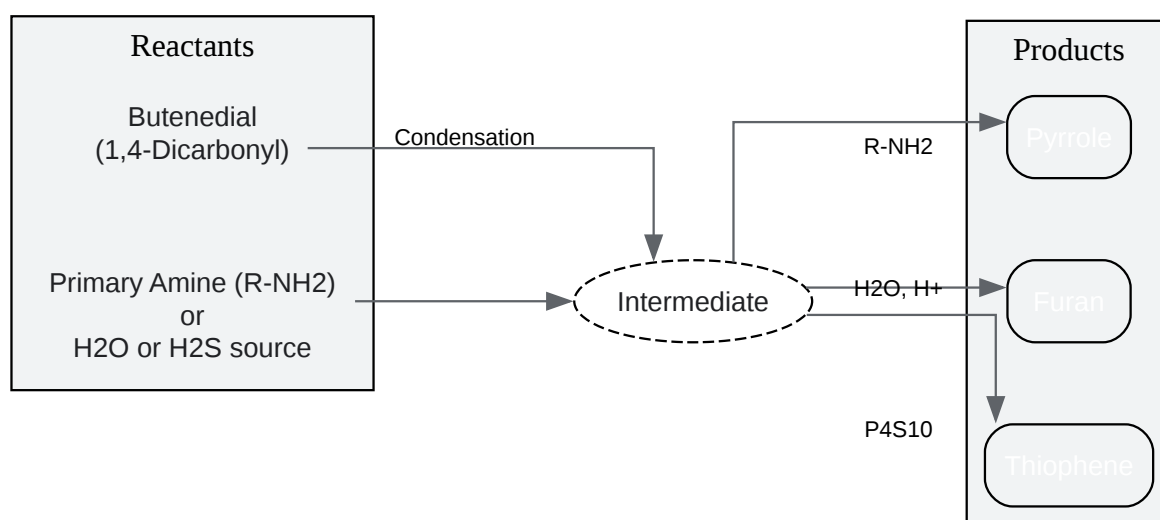 Reactants
Butenedial
(1,4-Dicarbonyl)
Primary Amine (R-NH2)
or
H2O or H2S source
Condensation
Intermediate
R-NH2
H2O, H+
P4S10
Products
Pyrrole
Furan
Thiophene